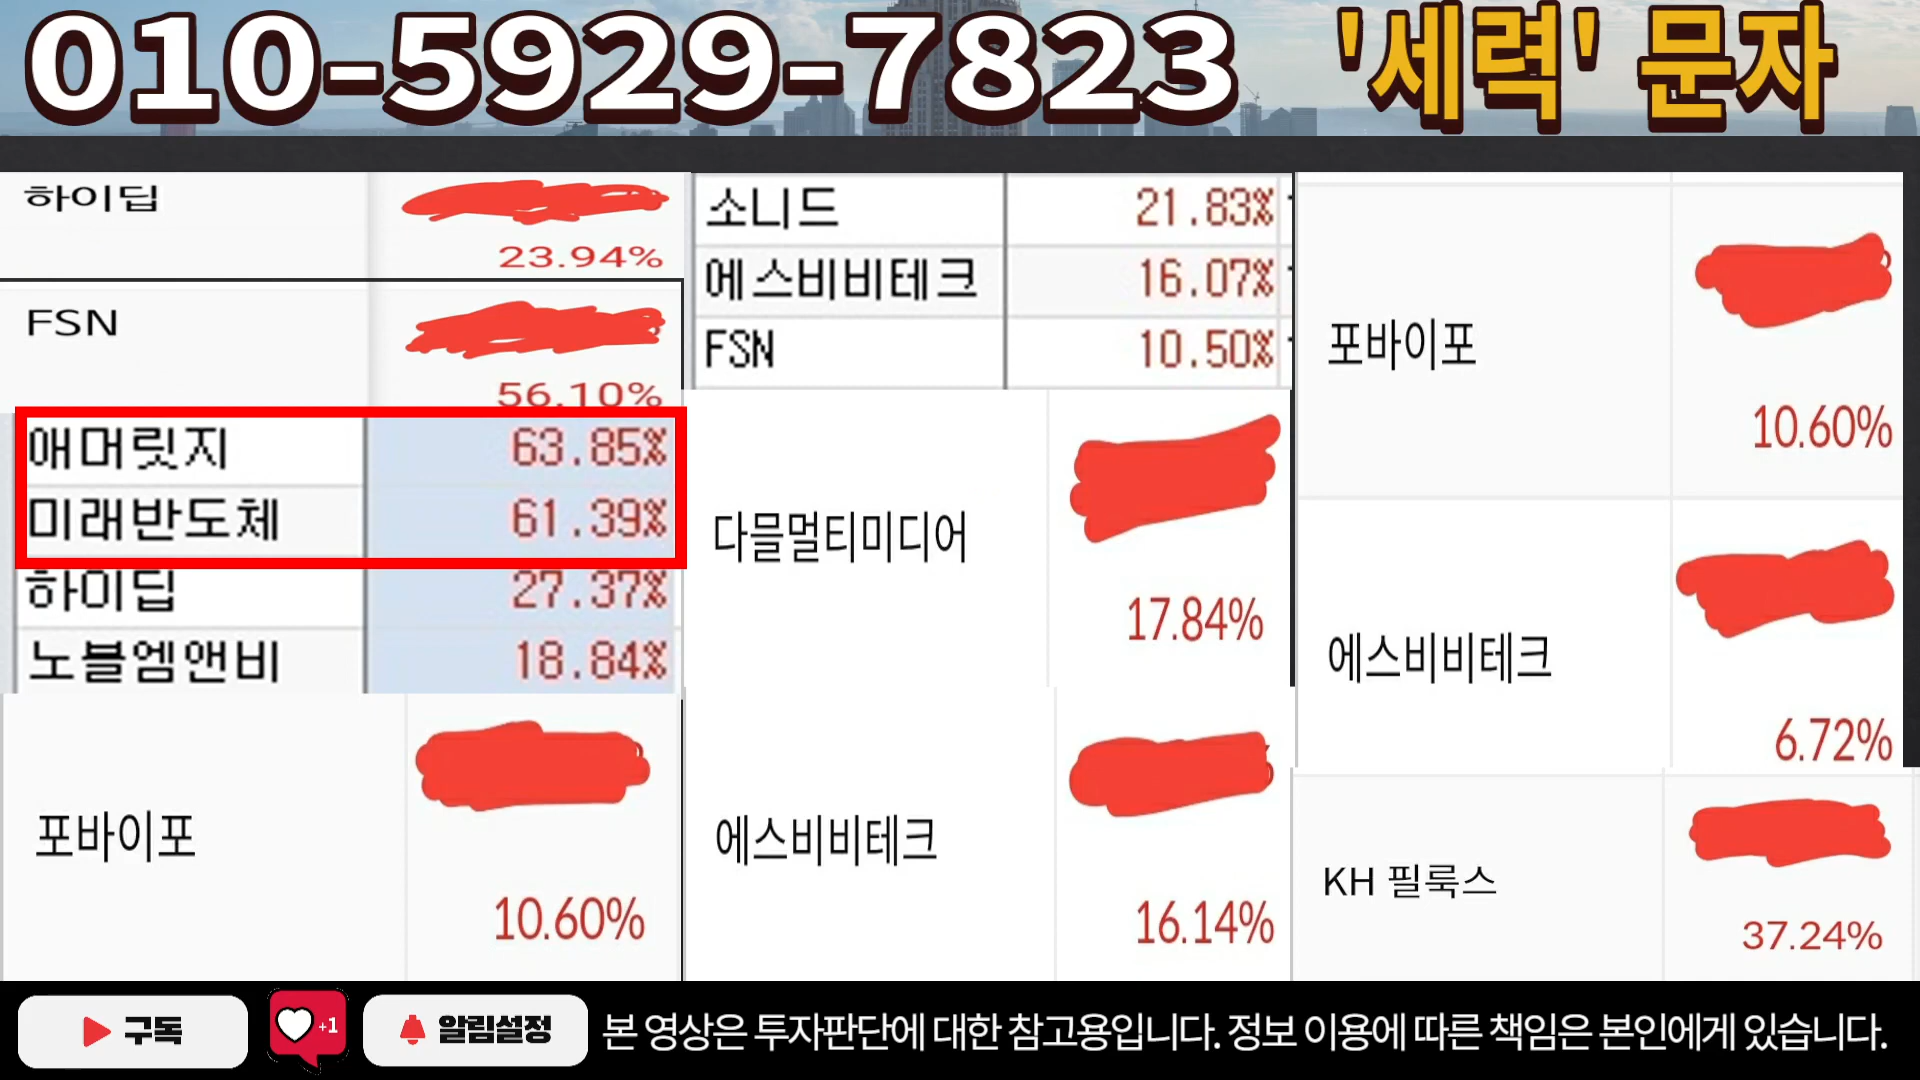 010-5929-7823 '세력' 문자
하이딥
23.94%
FSN
56.10%
애머릿지 63.85%
미래반도체 61.39%
하이딥 27.37%
노블엠앤비 18.84%
포바이포
10.60%
소니드 21.83%
에스비비테크 16.07%
FSN 10.50%
다믈멀티미디어
17.84%
에스비비테크
16.14%
포바이포
10.60%
에스비비테크
6.72%
KH 필룩스
37.24%
구독 +1 알림설정 본 영상은 투자판단에 대한 참고용입니다. 정보 이용에 따른 책임은 본인에게 있습니다.